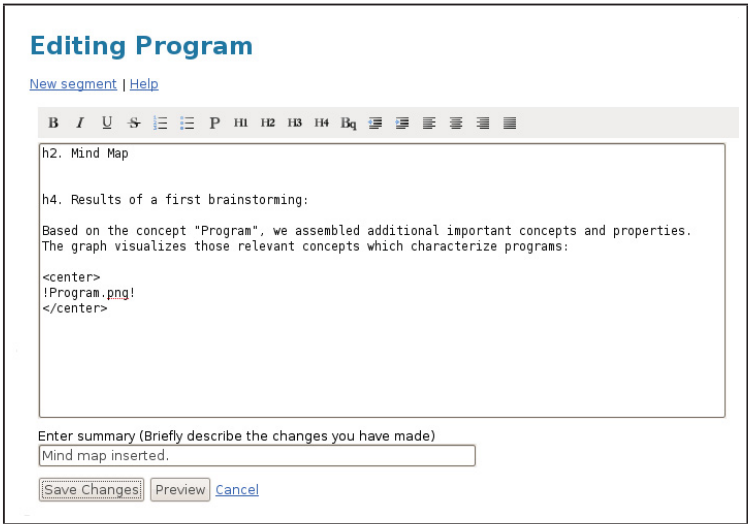 Editing Program
New segment | Help
B I U S P H1 H2 H3 H4 Bq
h2. Mind Map
h4. Results of a first brainstorming:
Based on the concept "Program", we assembled additional important concepts and properties.
The graph visualizes those relevant concepts which characterize programs:
<center>
!Program.png!
</center>
Enter summary (Briefly describe the changes you have made)
Mind map inserted.
Save Changes Preview Cancel